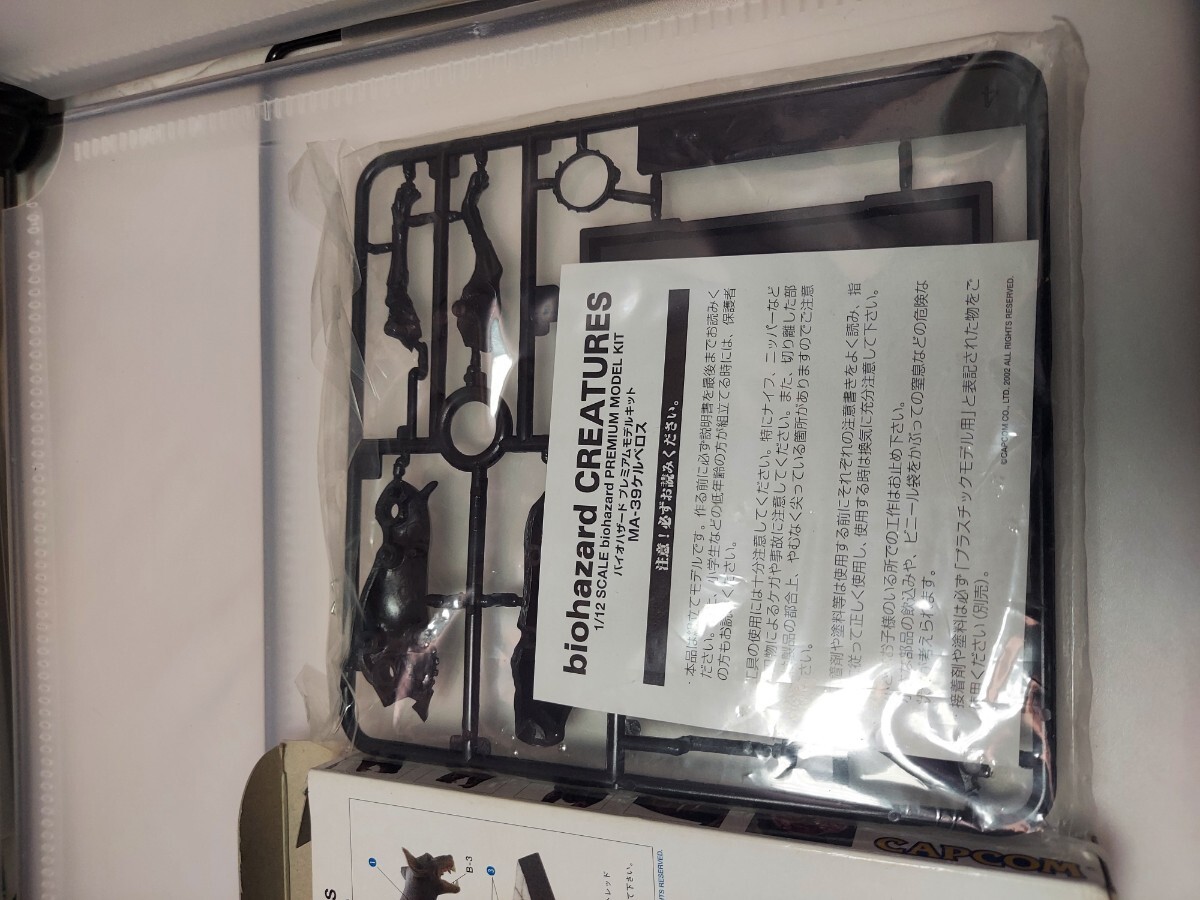 biohazard CREATURES
1/12 SCALE biohazard PREMIUM MODEL KIT
バイオハザード プレミアムモデルキット
MA-39ケルベロス
注意！必ずお読みください。
・本品は組立てモデルです。作る前に必ず説明書を最後までお読みく
ださい。 小学生などの低年齢の方が組立てる時には、保護者
の方もお読みください。
工具の使用には十分注意してください。特にナイフ、ニッパーなど
刃物によるケガや事故に注意してください。また、切り離した部
製品の都合上、やむなく尖っている箇所がありますのでご注意
さい。
着剤や塗料等は使用する前にそれぞれの注意書きをよく読み、指
に従って正しく使用し、使用する時は換気に充分注意して下さい。
お子様のいる所での工作はお止め下さい。
部品の飲込みや、ビニール袋をかぶっての窒息などの危険な
考えられます。
接着剤や塗料は必ず「プラスチックモデル用」と表記された物をご
使用ください（別売）。
©CAPCOM CO., LTD. 2002 ALL RIGHTS RESERVED.
CAPCOM
1
B-3
2
トレッド
て下さい。
TS RESERVED.